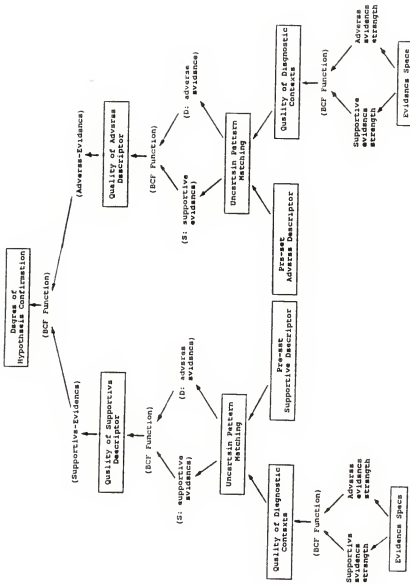 Degree of
Hypothesis Confirmation
(BCF Function)
(Supportive-Evidence)
(Adverse-Evidence)
Quality of Supportive
Descriptor
Quality of Adverse
Descriptor
(BCF Function)
(BCF Function)
(S: supportive
evidence)
(D: adverse
evidence)
(S: supportive
evidence)
(D: adverse
evidence)
Uncertain Pattern
Matching
Uncertain Pattern
Matching
Quality of Diagnostic
Contexts
Pre-set
Supportive Descriptor
Pre-set
Adverse Descriptor
Quality of Diagnostic
Contexts
(BCF Function)
(BCF Function)
Supportive
evidence
strength
Adverse
evidence
strength
Supportive
evidence
strength
Adverse
evidence
strength
Evidence Space
Evidence Space